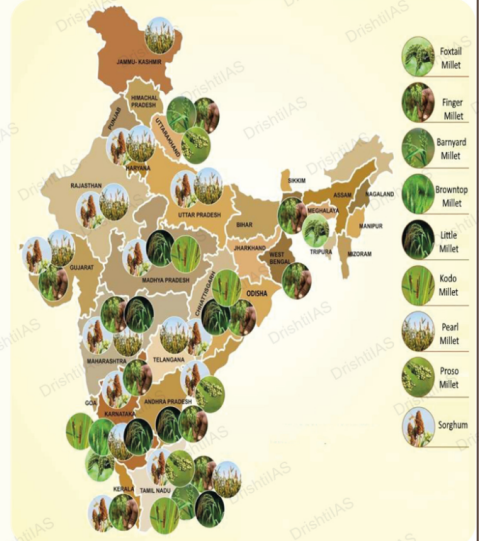 DrishtiIAS
JAMMU- KASHMIR
HIMACHAL
PRADESH
PUNJAB
UTTARAKHAND
HARYANA
RAJASTHAN
UTTAR PRADESH
BIHAR
SIKKIM
ASSAM
NAGALAND
MEGHALAYA
MANIPUR
TRIPURA
MIZORAM
GUJARAT
MADHYA PRADESH
JHARKHAND
WEST
BENGAL
CHHATTISGARH
ODISHA
MAHARASHTRA
TELANGANA
GOA
KARNATAKA
ANDHRA PRADESH
KERALA
TAMIL NADU
Foxtail
Millet
Finger
Millet
Barnyard
Millet
Browntop
Millet
Little
Millet
Kodo
Millet
Pearl
Millet
Proso
Millet
Sorghum